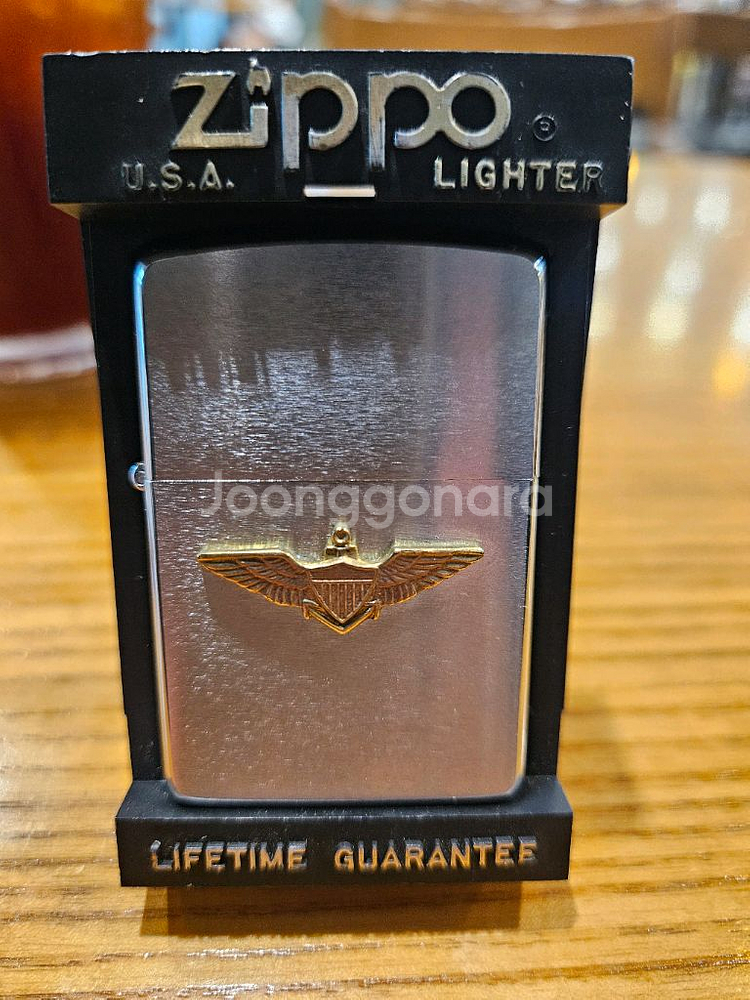 Zippo ®
U.S.A. LIGHTER
Joonggonara
LIFETIME GUARANTEE